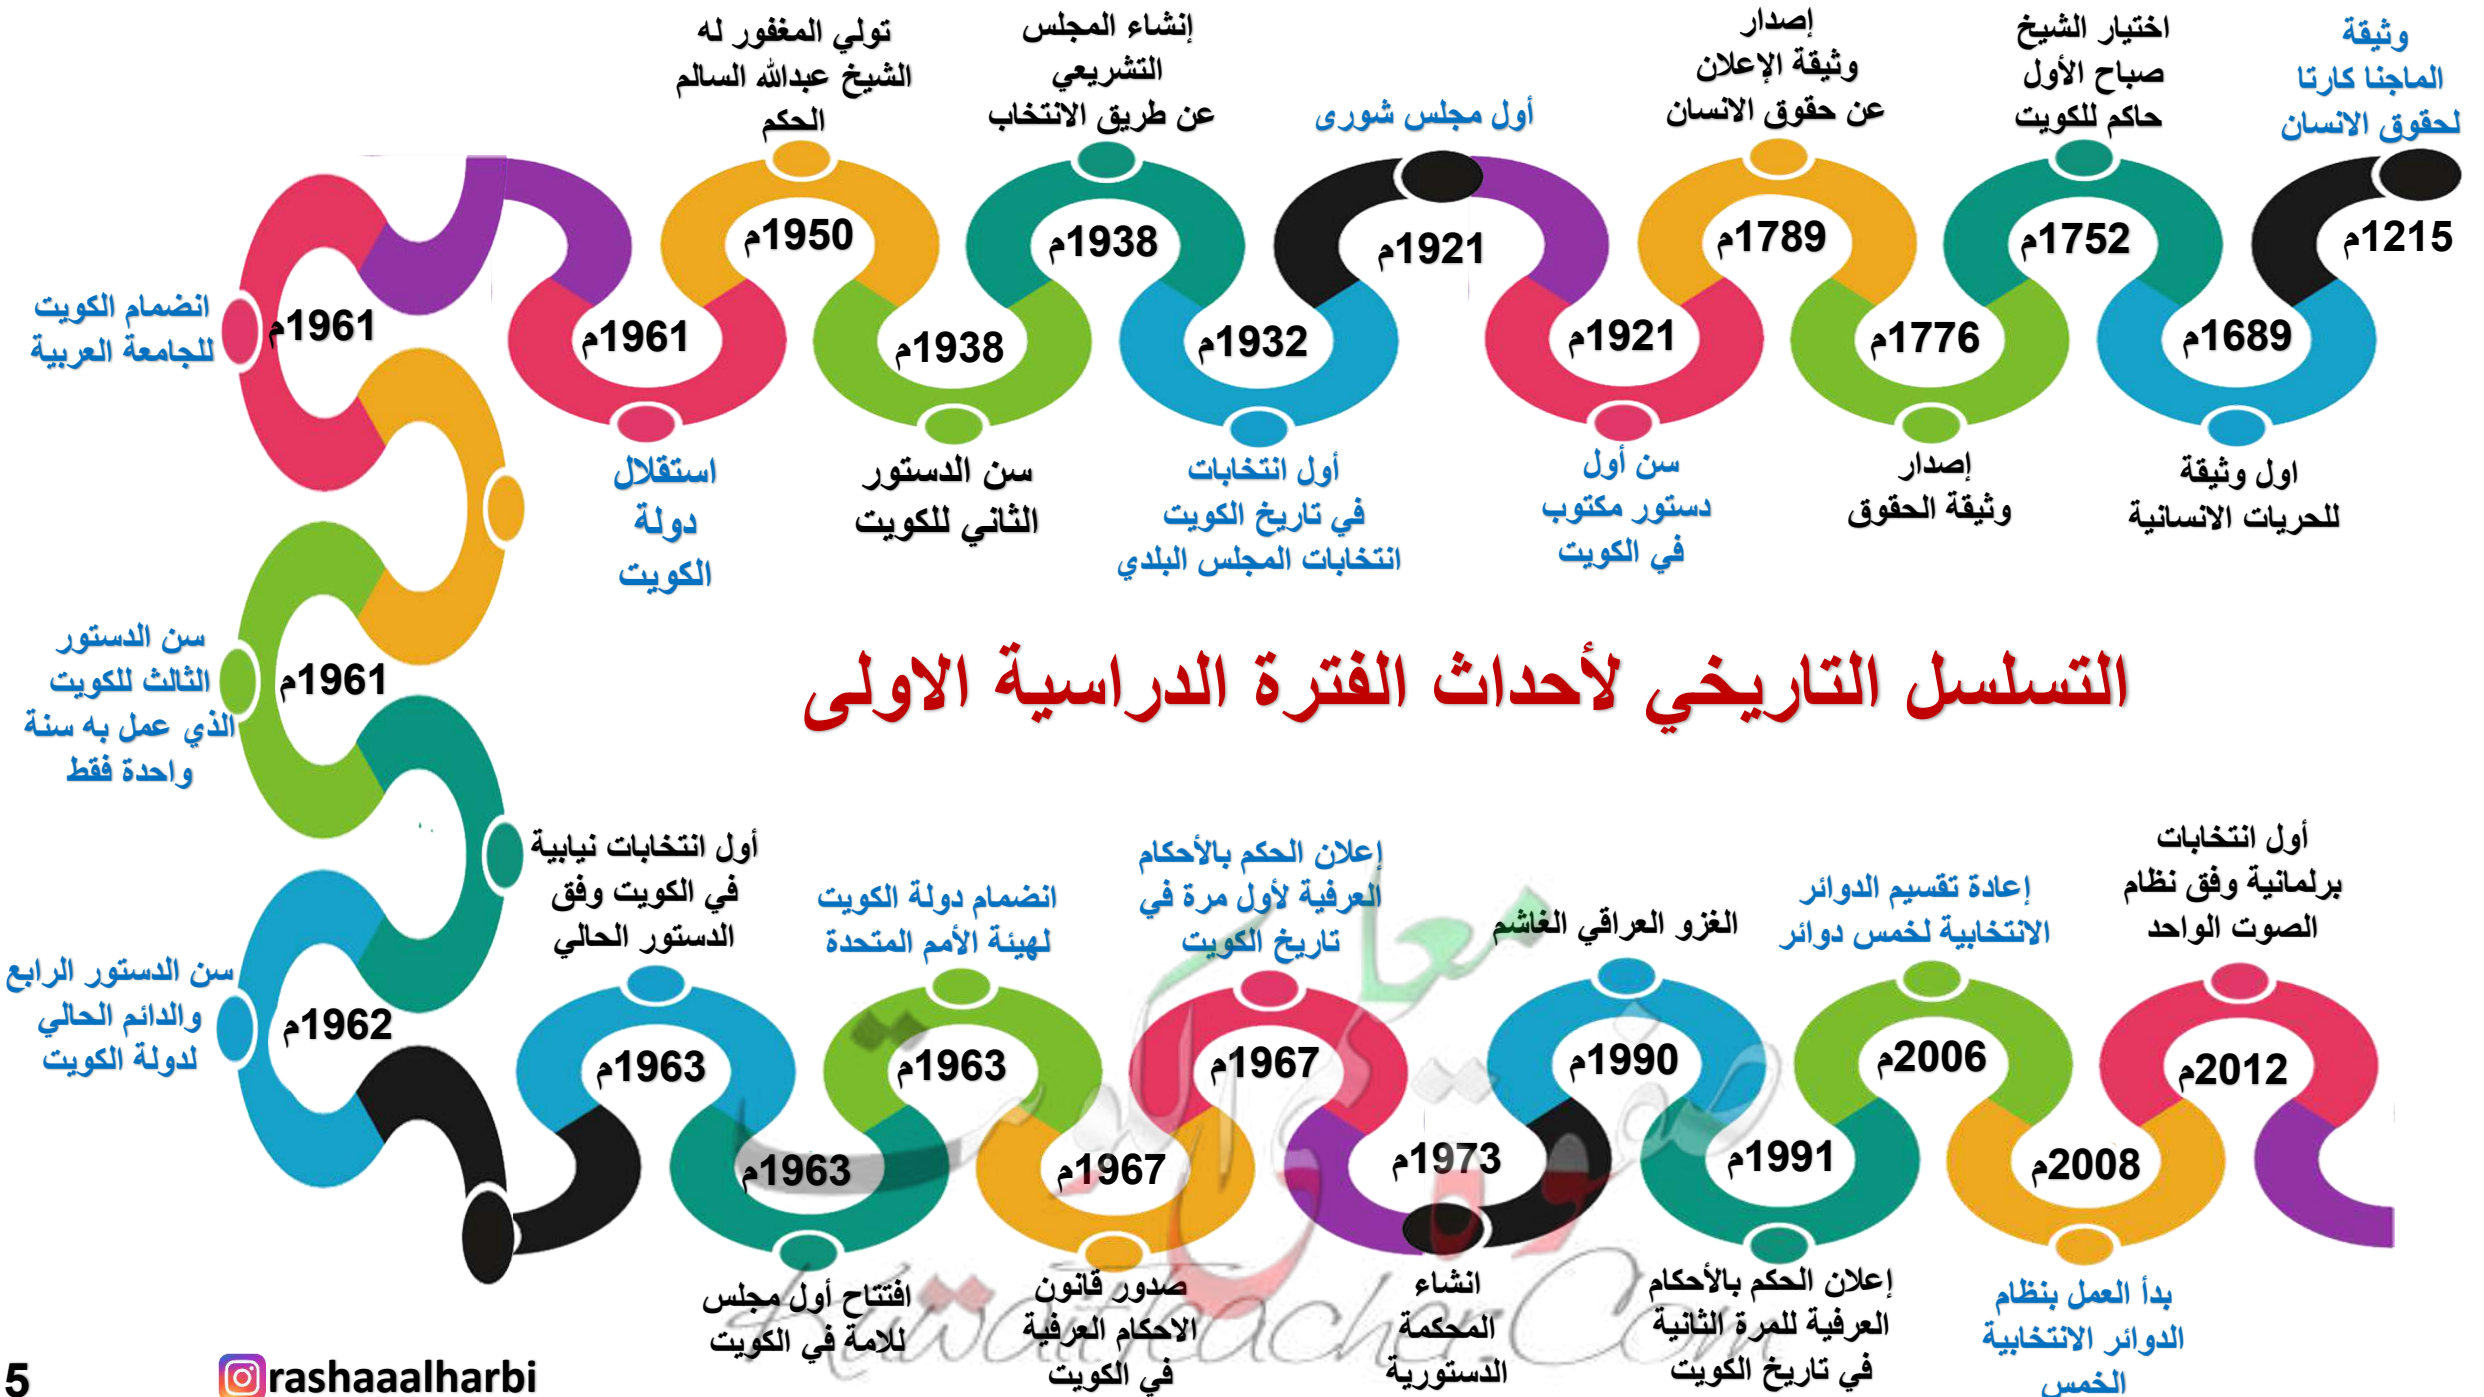 وثيقة
الماجنا كارتا
لحقوق الانسان
1215م
اول وثيقة
للحريات الانسانية
1689م
اختيار الشيخ
صباح الأول
حاكم للكويت
1752م
إصدار
وثيقة الحقوق
1776م
إصدار
وثيقة الإعلان
عن حقوق الانسان
1789م
سن أول
دستور مكتوب
في الكويت
1921م
أول مجلس شورى
1921م
أول انتخابات
في تاريخ الكويت
انتخابات المجلس البلدي
1932م
إنشاء المجلس
التشريعي
عن طريق الانتخاب
1938م
سن الدستور
الثاني للكويت
1938م
تولي المغفور له
الشيخ عبدالله السالم
الحكم
1950م
استقلال
دولة
الكويت
1961م
انضمام الكويت
للجامعة العربية
1961م
التسلسل التاريخي لأحداث الفترة الدراسية الاولى
سن الدستور
الثالث للكويت
الذي عمل به سنة
واحدة فقط
1961م
سن الدستور الرابع
والدائم الحالي
لدولة الكويت
1962م
أول انتخابات نيابية
في الكويت وفق
الدستور الحالي
1963م
افتتاح أول مجلس
للامة في الكويت
1963م
انضمام دولة الكويت
لهيئة الأمم المتحدة
1963م
صدور قانون
الاحكام العرفية
في الكويت
1967م
إعلان الحكم بالأحكام
العرفية لأول مرة في
تاريخ الكويت
1967م
انشاء
المحكمة
الدستورية
1973م
الغزو العراقي الغاشم
1990م
إعلان الحكم بالأحكام
العرفية للمرة الثانية
في تاريخ الكويت
1991م
إعادة تقسيم الدوائر
الانتخابية لخمس دوائر
2006م
بدأ العمل بنظام
الدوائر الانتخابية
الخمس
2008م
أول انتخابات
برلمانية وفق نظام
الصوت الواحد
2012م
صفوة معلمى الكويت
KuwaitTeacher.Com
rashaaalharbi
5